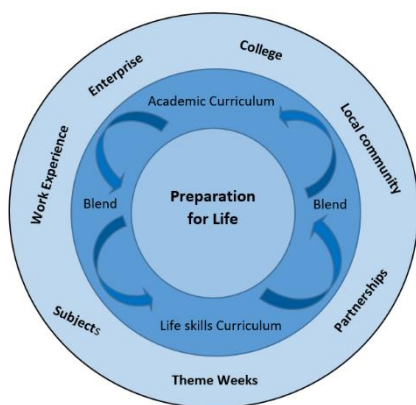 College
Enterprise
Local community
Academic Curriculum
Work Experience
Preparation
for Life
Blend
Blend
Subjects
Partnerships
Life skills Curriculum
Theme Weeks